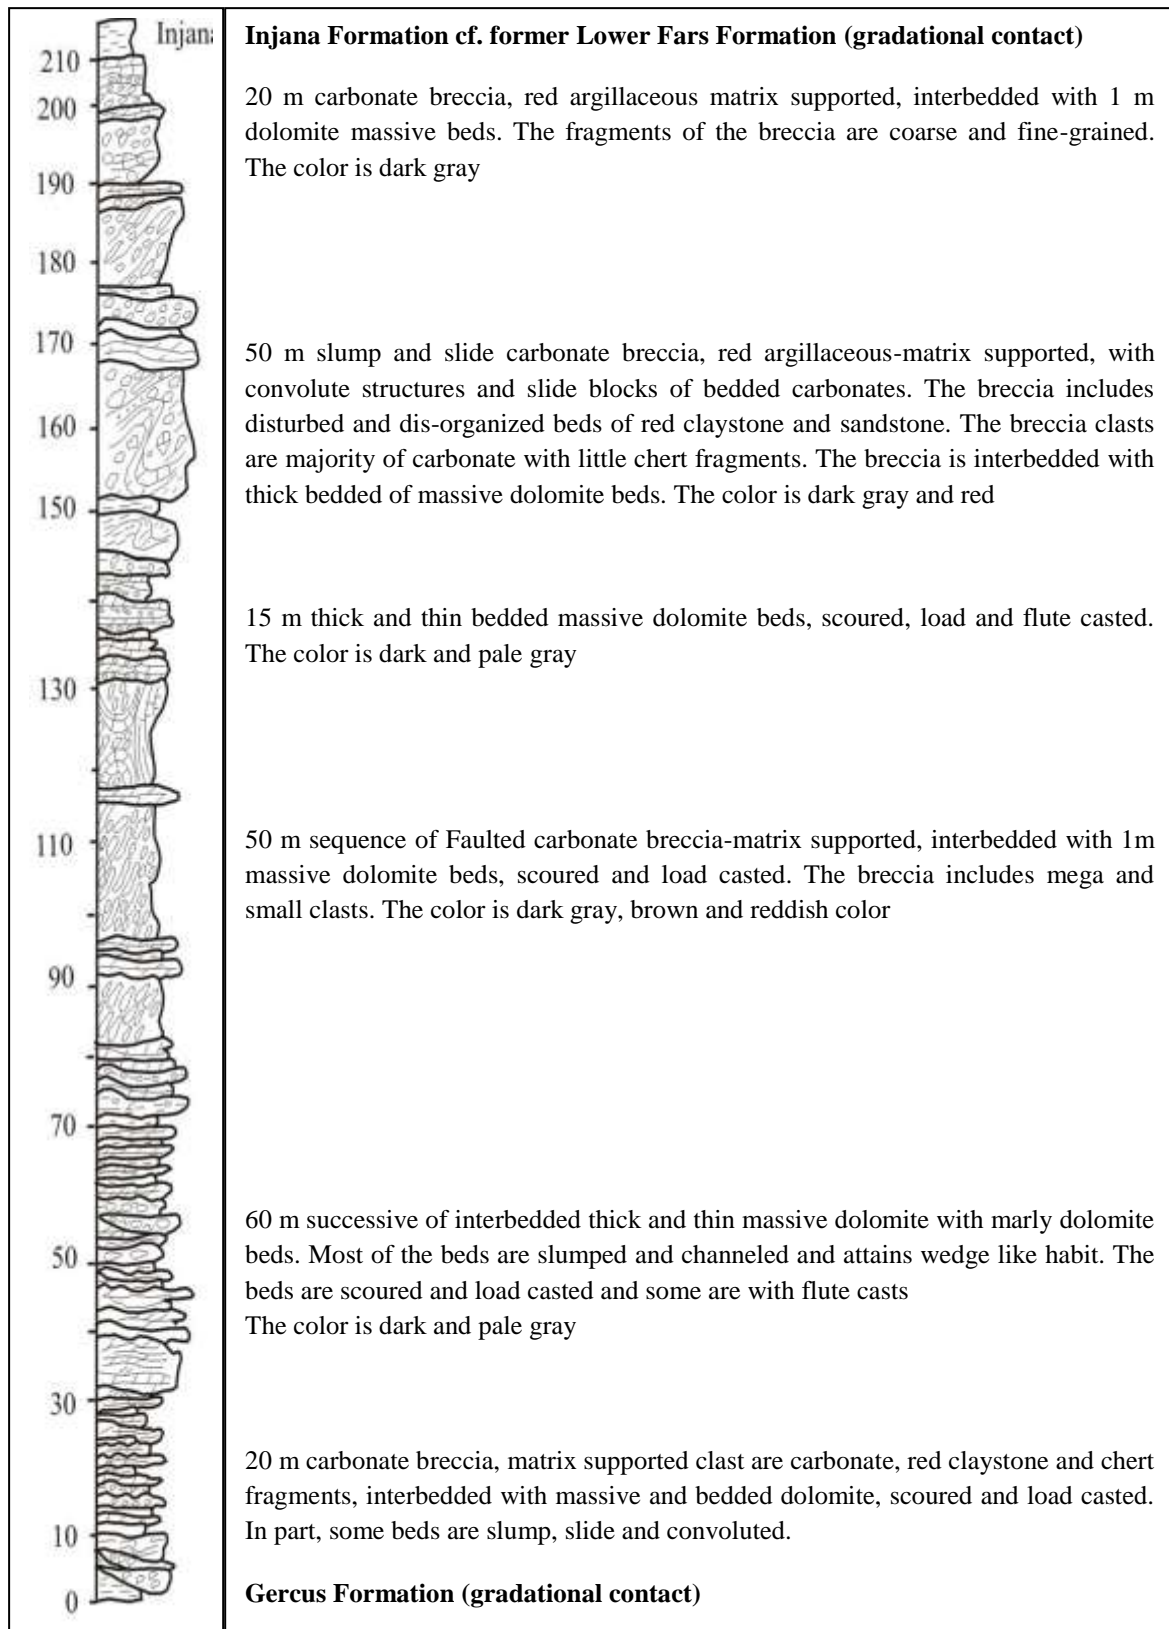 Injan
210
200
190
180
170
160
150
130
110
90
70
50
30
10
0
Injana Formation cf. former Lower Fars Formation (gradational contact)
20 m carbonate breccia, red argillaceous matrix supported, interbedded with 1 m
dolomite massive beds. The fragments of the breccia are coarse and fine-grained.
The color is dark gray
50 m slump and slide carbonate breccia, red argillaceous-matrix supported, with
convolute structures and slide blocks of bedded carbonates. The breccia includes
disturbed and dis-organized beds of red claystone and sandstone. The breccia clasts
are majority of carbonate with little chert fragments. The breccia is interbedded with
thick bedded of massive dolomite beds. The color is dark gray and red
15 m thick and thin bedded massive dolomite beds, scoured, load and flute casted.
The color is dark and pale gray
50 m sequence of Faulted carbonate breccia-matrix supported, interbedded with 1m
massive dolomite beds, scoured and load casted. The breccia includes mega and
small clasts. The color is dark gray, brown and reddish color
60 m successive of interbedded thick and thin massive dolomite with marly dolomite
beds. Most of the beds are slumped and channeled and attains wedge like habit. The
beds are scoured and load casted and some are with flute casts
The color is dark and pale gray
20 m carbonate breccia, matrix supported clast are carbonate, red claystone and chert
fragments, interbedded with massive and bedded dolomite, scoured and load casted.
In part, some beds are slump, slide and convoluted.
Gercus Formation (gradational contact)